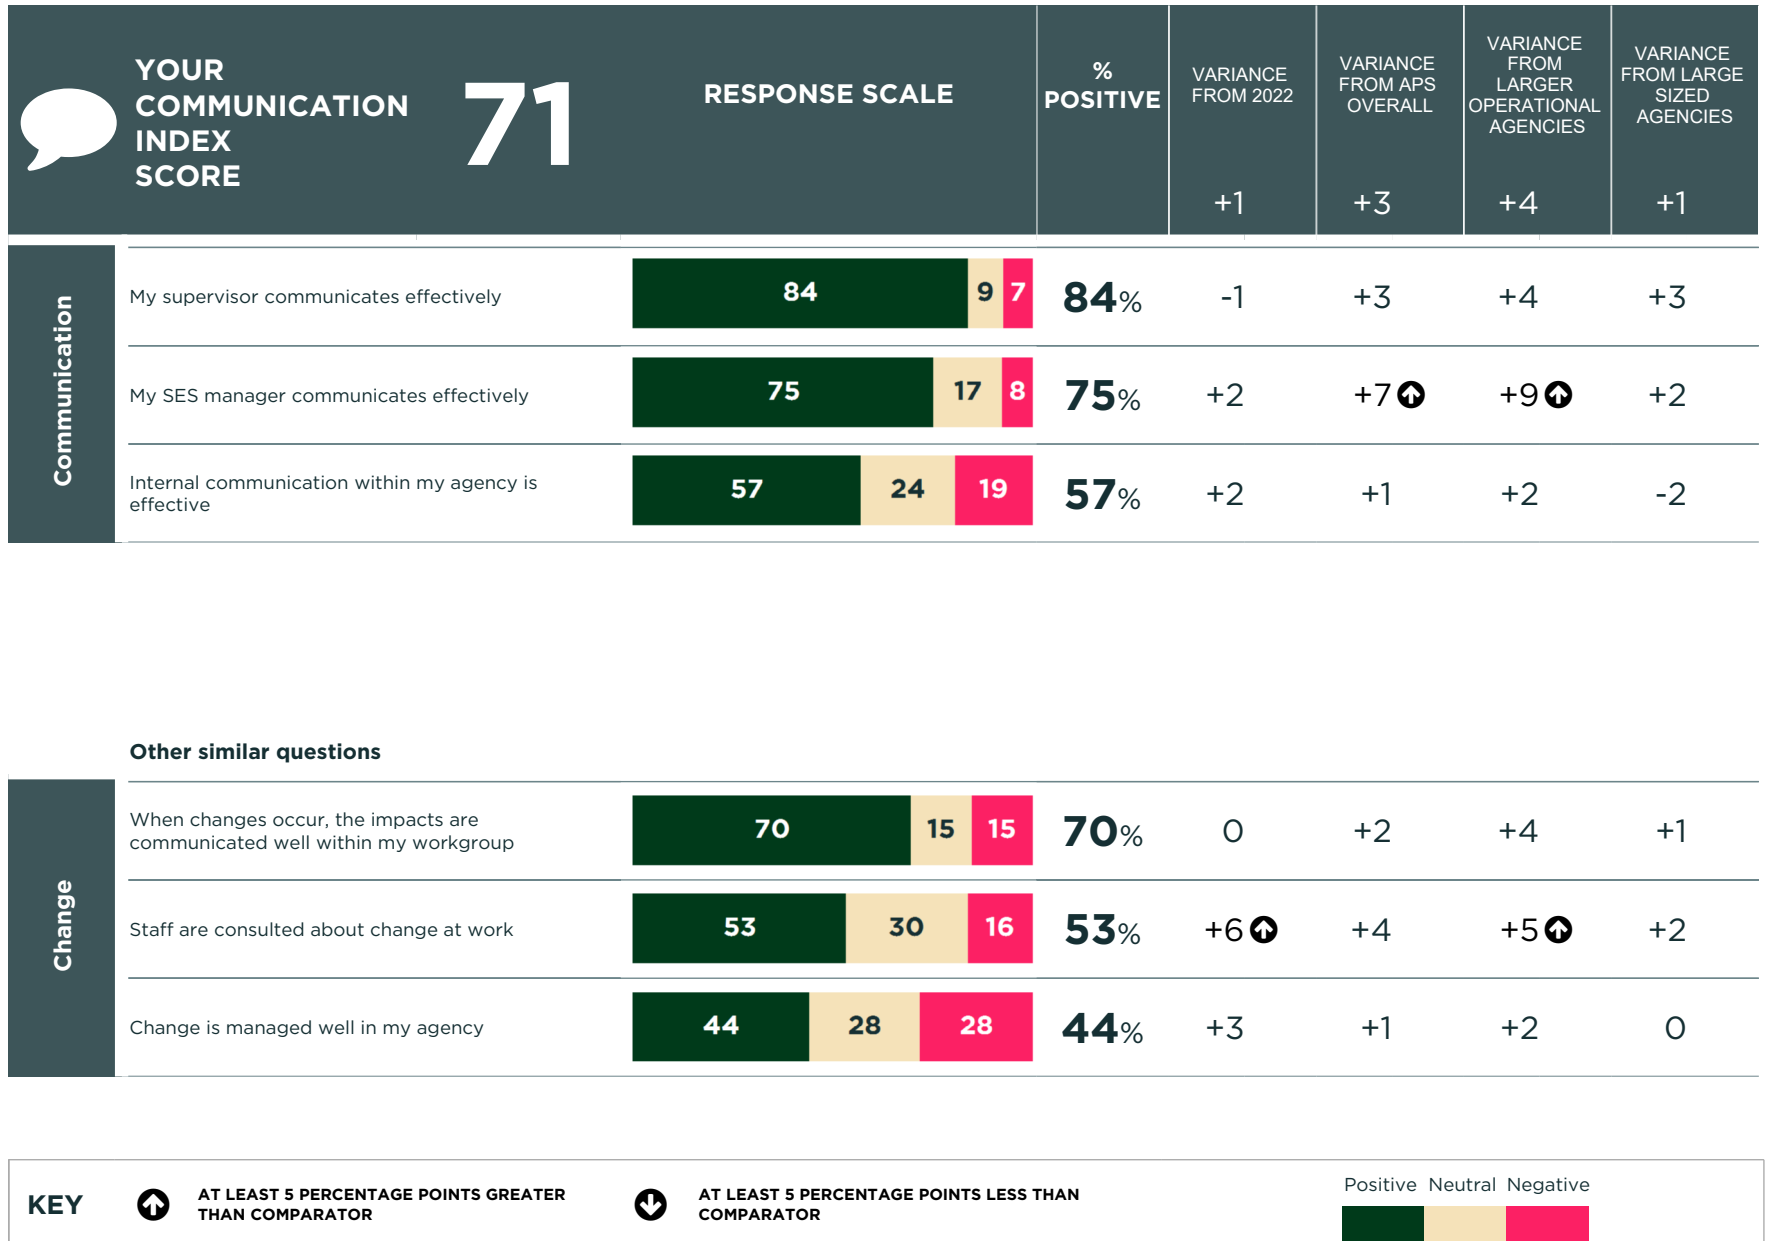 YOUR
COMMUNICATION
INDEX
SCORE
71
RESPONSE SCALE
%
POSITIVE
VARIANCE
FROM 2022
+1
VARIANCE
FROM APS
OVERALL
+3
VARIANCE
FROM
LARGER
OPERATIONAL
AGENCIES
+4
VARIANCE
FROM LARGE
SIZED
AGENCIES
+1
Communication
My supervisor communicates effectively
84 9 7 84% -1 +3 +4 +3
My SES manager communicates effectively
75 17 8 75% +2 +7 +9 +2
Internal communication within my agency is
effective
57 24 19 57% +2 +1 +2 -2
Other similar questions
Change
When changes occur, the impacts are
communicated well within my workgroup
70 15 15 70% 0 +2 +4 +1
Staff are consulted about change at work
53 30 16 53% +6 +4 +5 +2
Change is managed well in my agency
44 28 28 44% +3 +1 +2 0
KEY
AT LEAST 5 PERCENTAGE POINTS GREATER
THAN COMPARATOR
AT LEAST 5 PERCENTAGE POINTS LESS THAN
COMPARATOR
Positive Neutral Negative